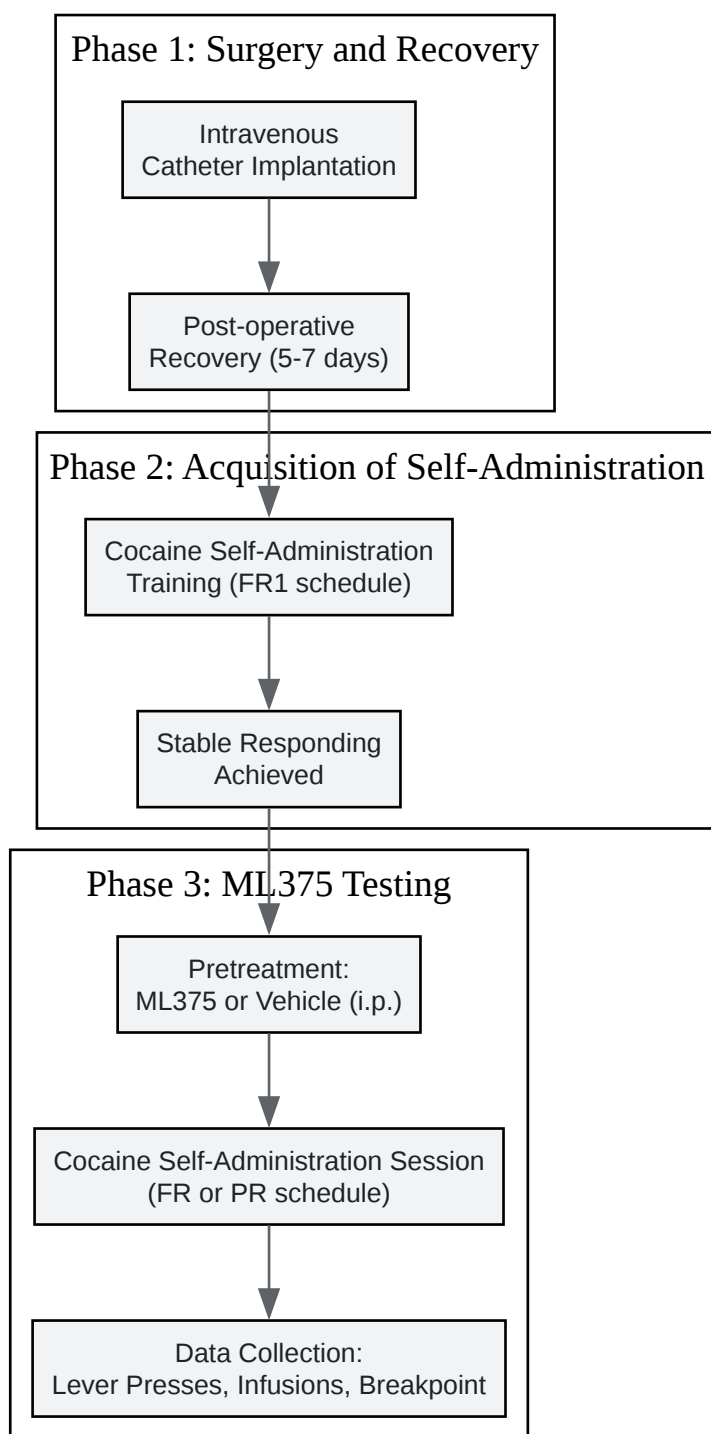 Phase 1: Surgery and Recovery
Intravenous
Catheter Implantation
Post-operative
Recovery (5-7 days)
Phase 2: Acquisition of Self-Administration
Cocaine Self-Administration
Training (FR1 schedule)
Stable Responding
Achieved
Phase 3: ML375 Testing
Pretreatment:
ML375 or Vehicle (i.p.)
Cocaine Self-Administration Session
(FR or PR schedule)
Data Collection:
Lever Presses, Infusions, Breakpoint